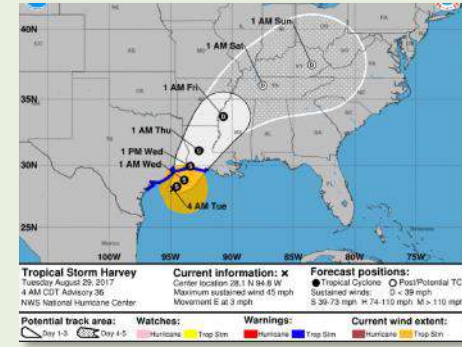 40N
35N
30N
25N
1 AM Sun
1 AM Sat
1 AM Fri
1 AM Thu
1 PM Wed
1 AM Wed
4 AM Tue
100W 95W 90W 85W 80W 75W
Tropical Storm Harvey
Tuesday August 29, 2017
4 AM CDT Advisory 36
NWS National Hurricane Center
Current information: x
Center location 28.1 N 94.8 W
Maximum sustained wind 45 mph
Movement E at 3 mph
Forecast positions:
Tropical Cyclone Post/Potential TC
Sustained winds: D < 39 mph
S 39-73 mph H 74-110 mph M > 110 mph
Potential track area:
Day 1-3 Day 4-5
Watches:
Hurricane Trop Stm
Warnings:
Hurricane Trop Stm
Current wind extent:
Hurricane Trop Stm